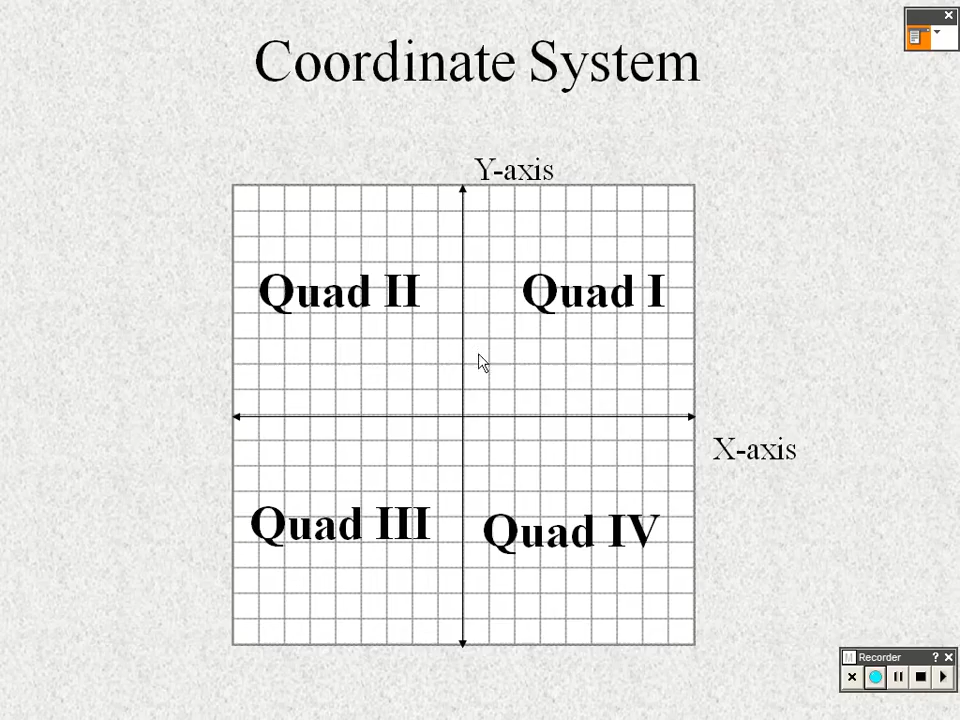 Coordinate System
Y-axis
Quad II
Quad I
X-axis
Quad III
Quad IV
Recorder